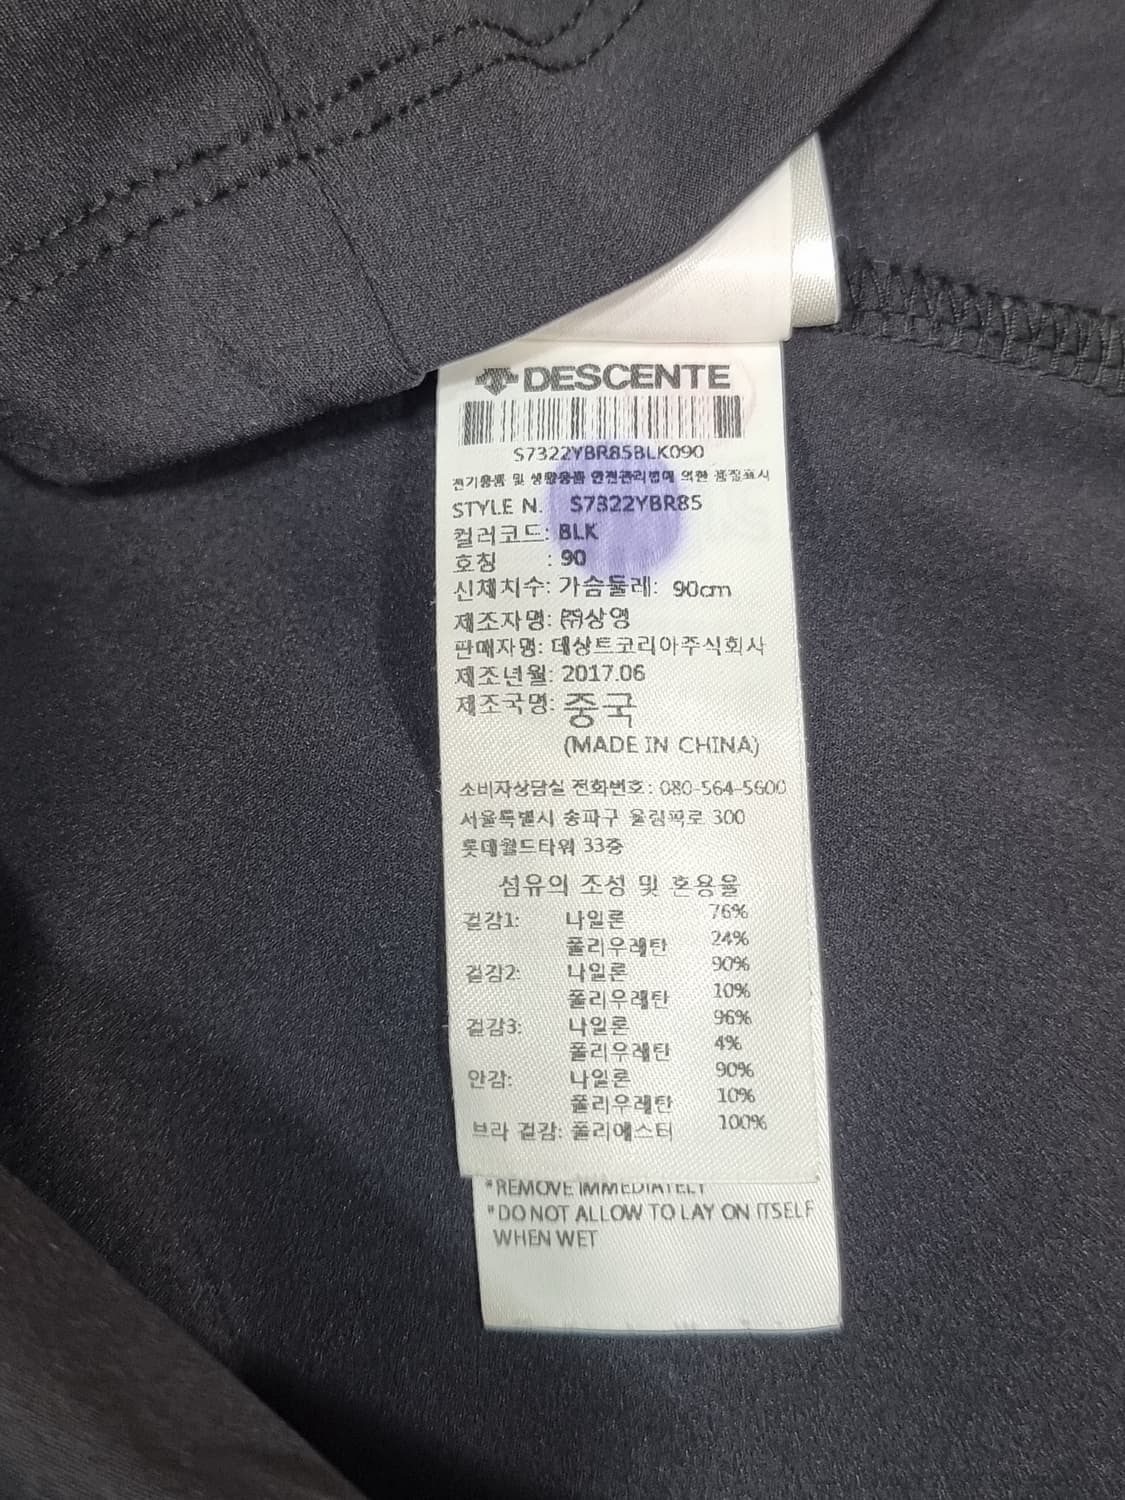 DESCENTE
S7322YBR85BLK090
전기용품 및 생활용품 안전관리법에 의한 품질표시
STYLE N. S7322YBR85
컬러코드: BLK
호칭 : 90
신체치수: 가슴둘레: 90cm
제조자명: ㈜상영
판매자명: 데상트코리아주식회사
제조년월: 2017.06
제조국명: 중국
(MADE IN CHINA)
소비자상담실 전화번호: 080-564-5600
서울특별시 송파구 올림픽로 300
롯데월드타워 33층
섬유의 조성 및 혼용율
겉감1: 나일론 76%
폴리우레탄 24%
겉감2: 나일론 90%
폴리우레탄 10%
겉감3: 나일론 96%
폴리우레탄 4%
안감: 나일론 90%
폴리우레탄 10%
브라 겉감: 폴리에스터 100%
*REMOVE IMMEDIATELY
*DO NOT ALLOW TO LAY ON ITSELF
WHEN WET